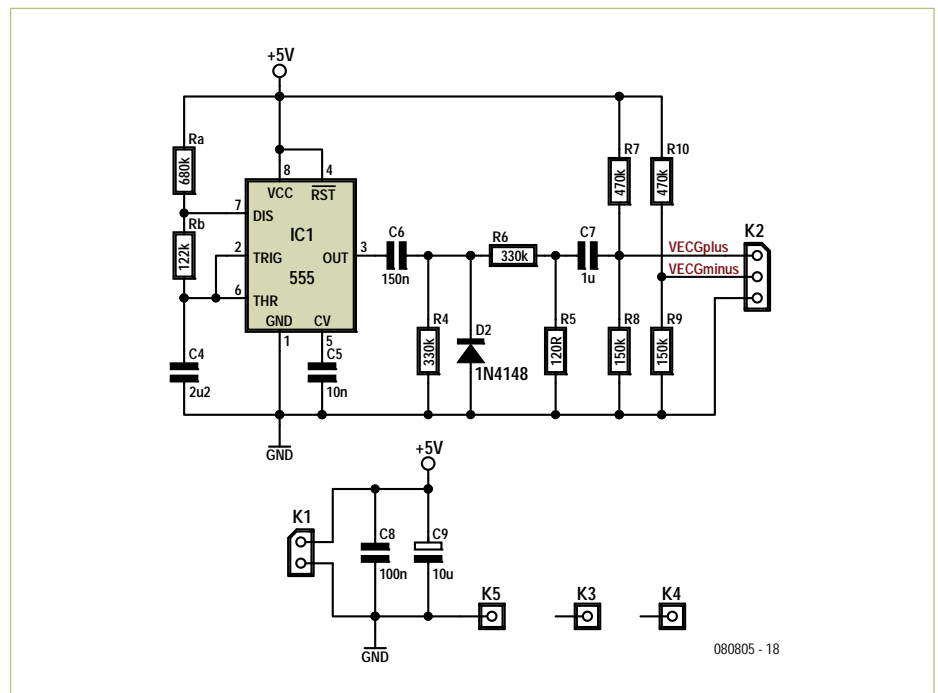 +5V
Ra
680k
Rb
122k
C4
2u2
8
4
VCC
RST
7
DIS
2
TRIG
IC1
OUT
3
555
6
THR
GND
CV
1
5
C5
10n
C6
150n
R4
330k
D2
1N4148
R6
330k
R5
120R
C7
1u
R7
470k
R10
470k
R8
150k
R9
150k
VECGplus
VECGminus
K2
GND
+5V
K1
C8
100n
C9
10u
K5
K3
K4
GND
080805 - 18